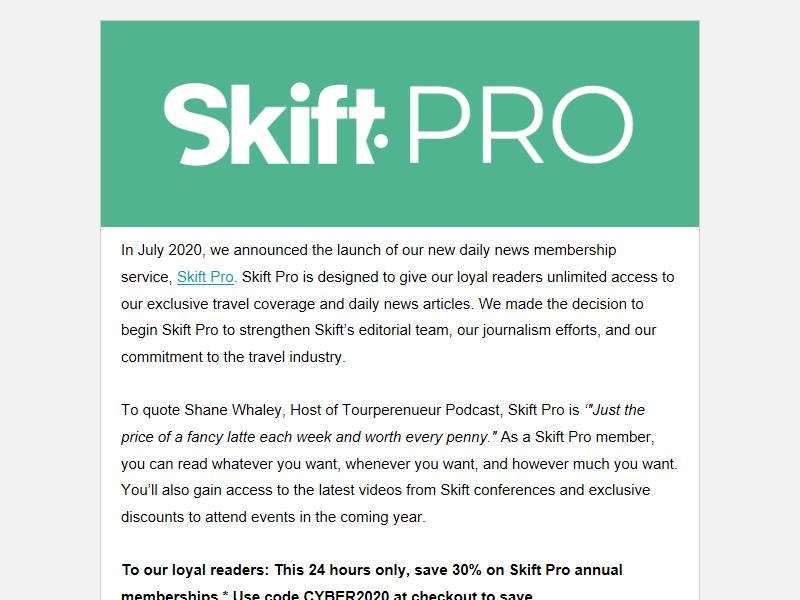 Skift. PRO
In July 2020, we announced the launch of our new daily news membership
service, Skift Pro. Skift Pro is designed to give our loyal readers unlimited access to
our exclusive travel coverage and daily news articles. We made the decision to
begin Skift Pro to strengthen Skift’s editorial team, our journalism efforts, and our
commitment to the travel industry.
To quote Shane Whaley, Host of Tourperenueur Podcast, Skift Pro is ‘"Just the
price of a fancy latte each week and worth every penny." As a Skift Pro member,
you can read whatever you want, whenever you want, and however much you want.
You’ll also gain access to the latest videos from Skift conferences and exclusive
discounts to attend events in the coming year.
To our loyal readers: This 24 hours only, save 30% on Skift Pro annual
memberships.* Use code CYBER2020 at checkout to save.